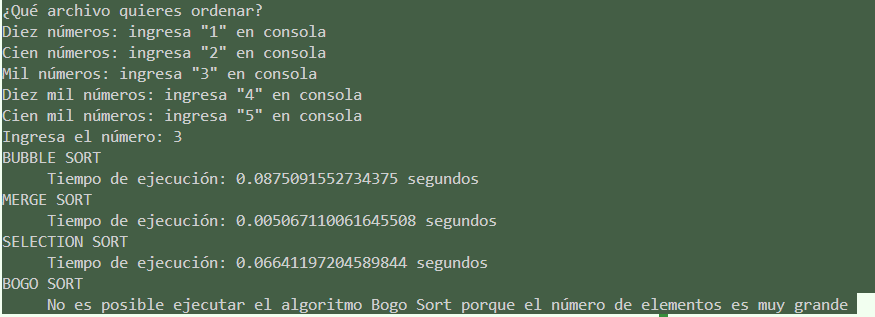 ¿Qué archivo quieres ordenar?
Diez números: ingresa "1" en consola
Cien números: ingresa "2" en consola
Mil números: ingresa "3" en consola
Diez mil números: ingresa "4" en consola
Cien mil números: ingresa "5" en consola
Ingresa el número: 3
BUBBLE SORT
Tiempo de ejecución: 0.0875091552734375 segundos
MERGE SORT
Tiempo de ejecución: 0.005067110061645508 segundos
SELECTION SORT
Tiempo de ejecución: 0.06641197204589844 segundos
BOGO SORT
No es posible ejecutar el algoritmo Bogo Sort porque el número de elementos es muy grande